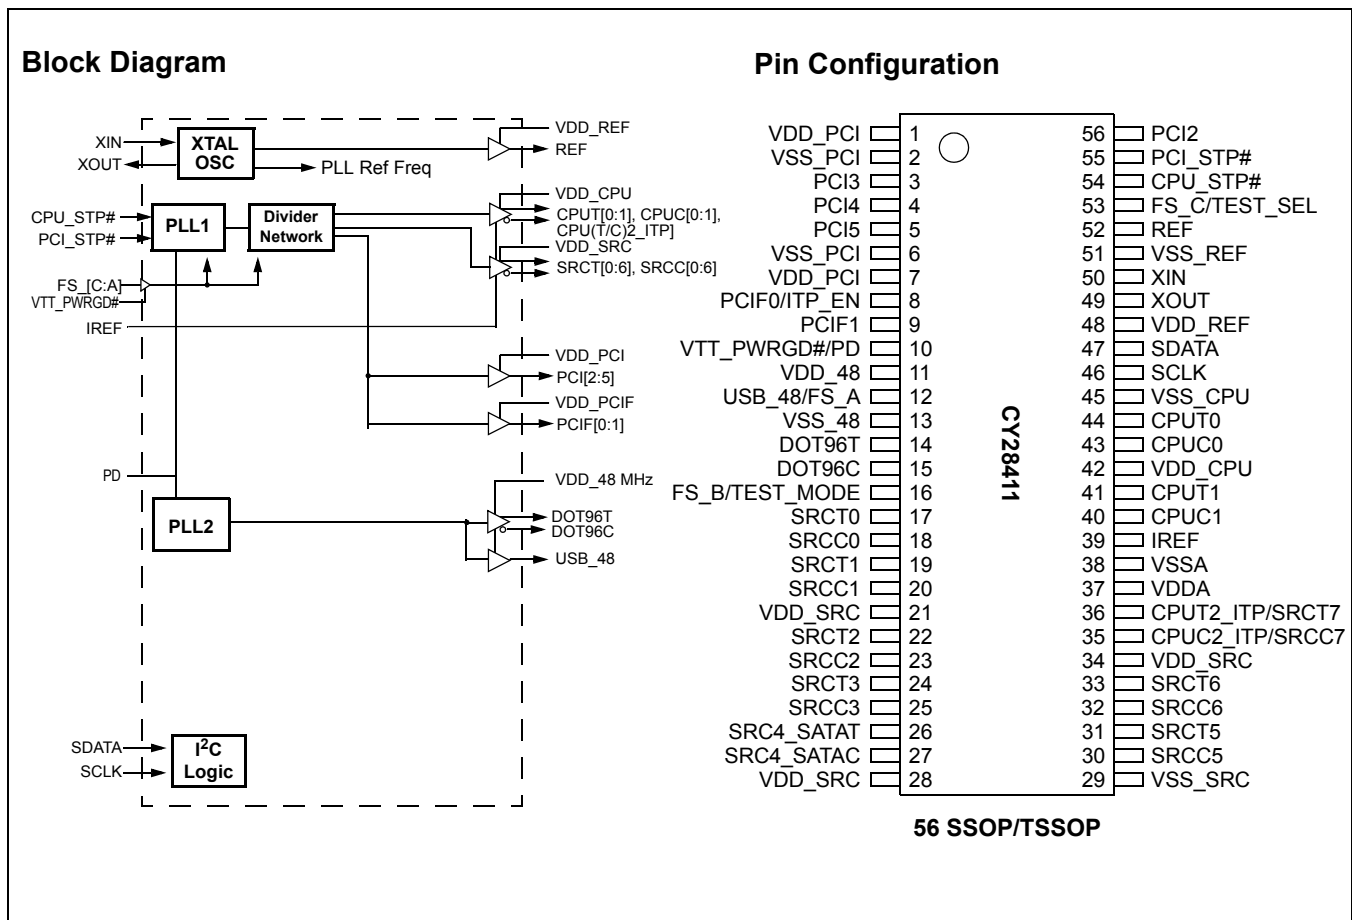 Block Diagram
XIN
XOUT
XTAL
OSC
VDD_REF
REF
PLL Ref Freq
CPU_STP#
PCI_STP#
PLL1
Divider
Network
VDD_CPU
CPUT[0:1], CPUC[0:1],
CPU(T/C)2_ITP]
VDD_SRC
SRCT[0:6], SRCC[0:6]
FS_[C:A]
VTT_PWRGD#
IREF
VDD_PCI
PCI[2:5]
VDD_PCIF
PCIF[0:1]
PD
PLL2
VDD_48 MHz
DOT96T
DOT96C
USB_48
SDATA
SCLK
I2C
Logic
Pin Configuration
VDD_PCI 1
VSS_PCI 2
PCI3 3
PCI4 4
PCI5 5
VSS_PCI 6
VDD_PCI 7
PCIF0/ITP_EN 8
PCIF1 9
VTT_PWRGD#/PD 10
VDD_48 11
USB_48/FS_A 12
VSS_48 13
DOT96T 14
DOT96C 15
FS_B/TEST_MODE 16
SRCT0 17
SRCC0 18
SRCT1 19
SRCC1 20
VDD_SRC 21
SRCT2 22
SRCC2 23
SRCT3 24
SRCC3 25
SRC4_SATAT 26
SRC4_SATAC 27
VDD_SRC 28
CY28411
56 PCI2
55 PCI_STP#
54 CPU_STP#
53 FS_C/TEST_SEL
52 REF
51 VSS_REF
50 XIN
49 XOUT
48 VDD_REF
47 SDATA
46 SCLK
45 VSS_CPU
44 CPUT0
43 CPUC0
42 VDD_CPU
41 CPUT1
40 CPUC1
39 IREF
38 VSSA
37 VDDA
36 CPUT2_ITP/SRCT7
35 CPUC2_ITP/SRCC7
34 VDD_SRC
33 SRCT6
32 SRCC6
31 SRCT5
30 SRCC5
29 VSS_SRC
56 SSOP/TSSOP